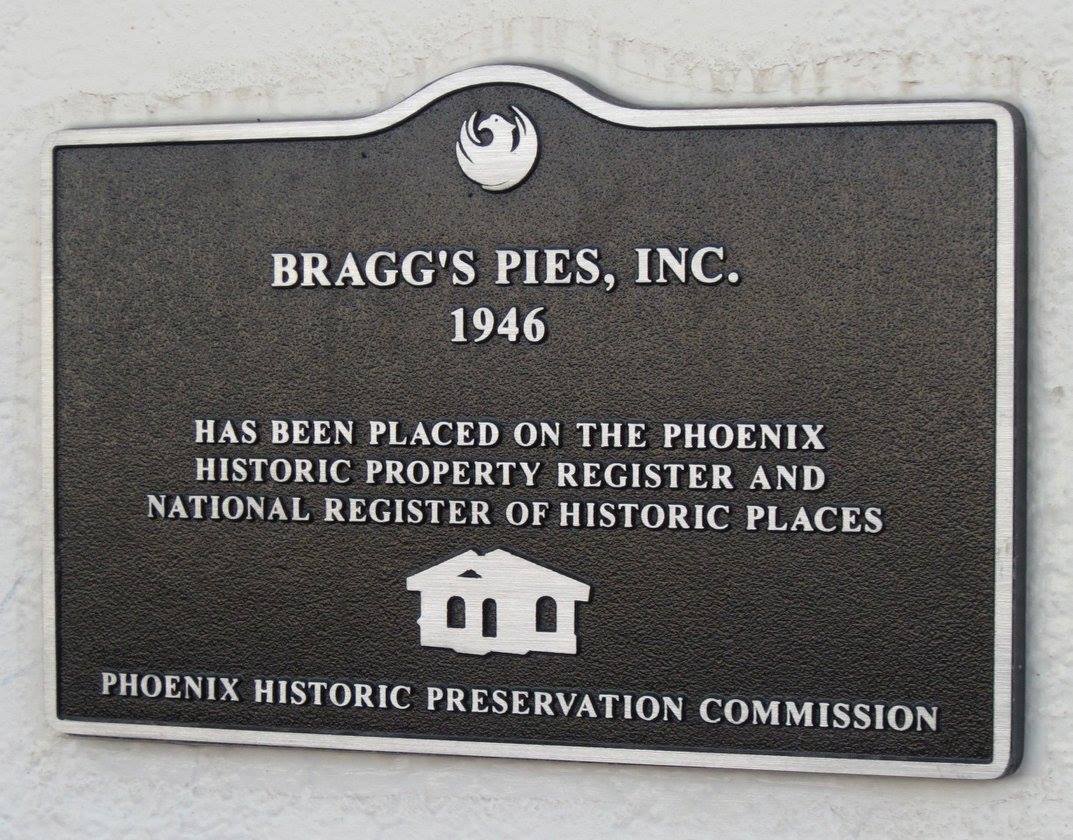 BRAGG'S PIES, INC.
1946
HAS BEEN PLACED ON THE PHOENIX
HISTORIC PROPERTY REGISTER AND
NATIONAL REGISTER OF HISTORIC PLACES
PHOENIX HISTORIC PRESERVATION COMMISSION